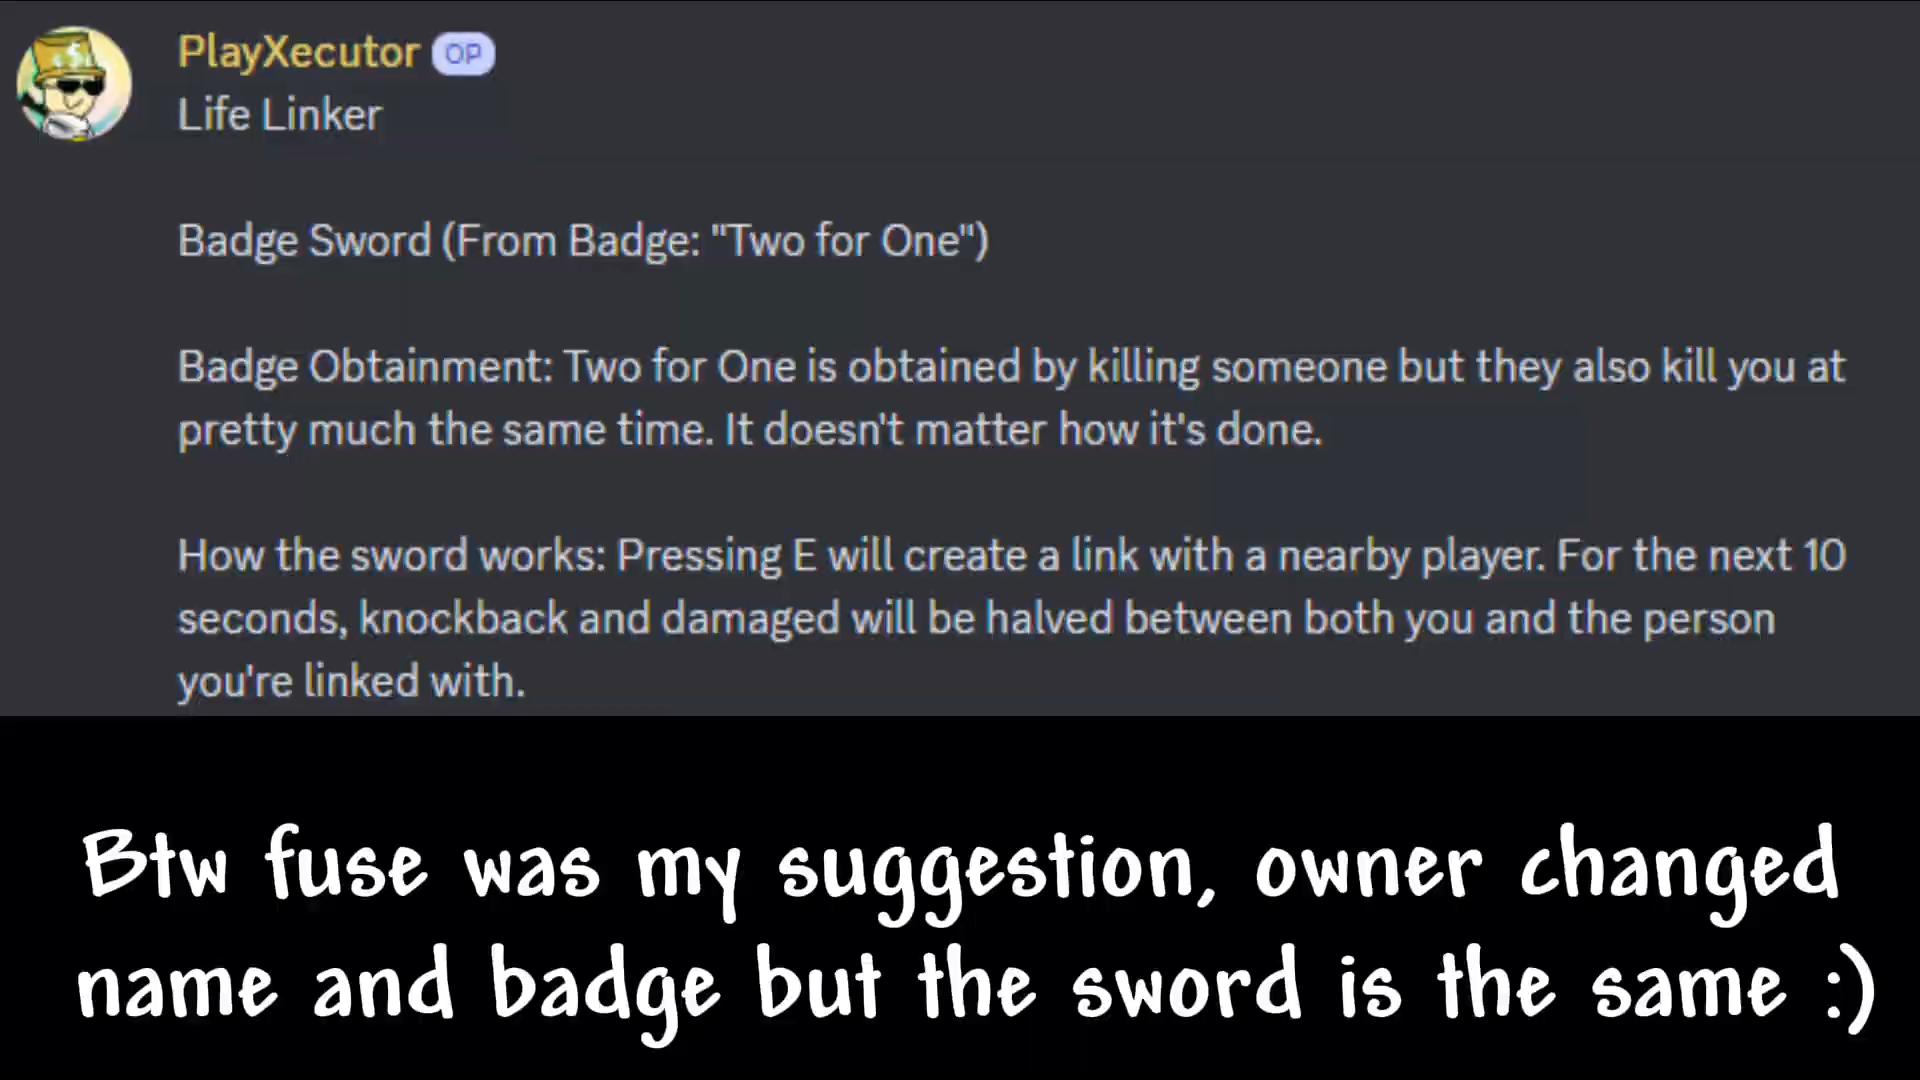 PlayXecutor OP
Life Linker
Badge Sword (From Badge: "Two for One")
Badge Obtainment: Two for One is obtained by killing someone but they also kill you at
pretty much the same time. It doesn't matter how it's done.
How the sword works: Pressing E will create a link with a nearby player. For the next 10
seconds, knockback and damaged will be halved between both you and the person
you're linked with.
Btw fuse was my suggestion, owner changed
name and badge but the sword is the same :)